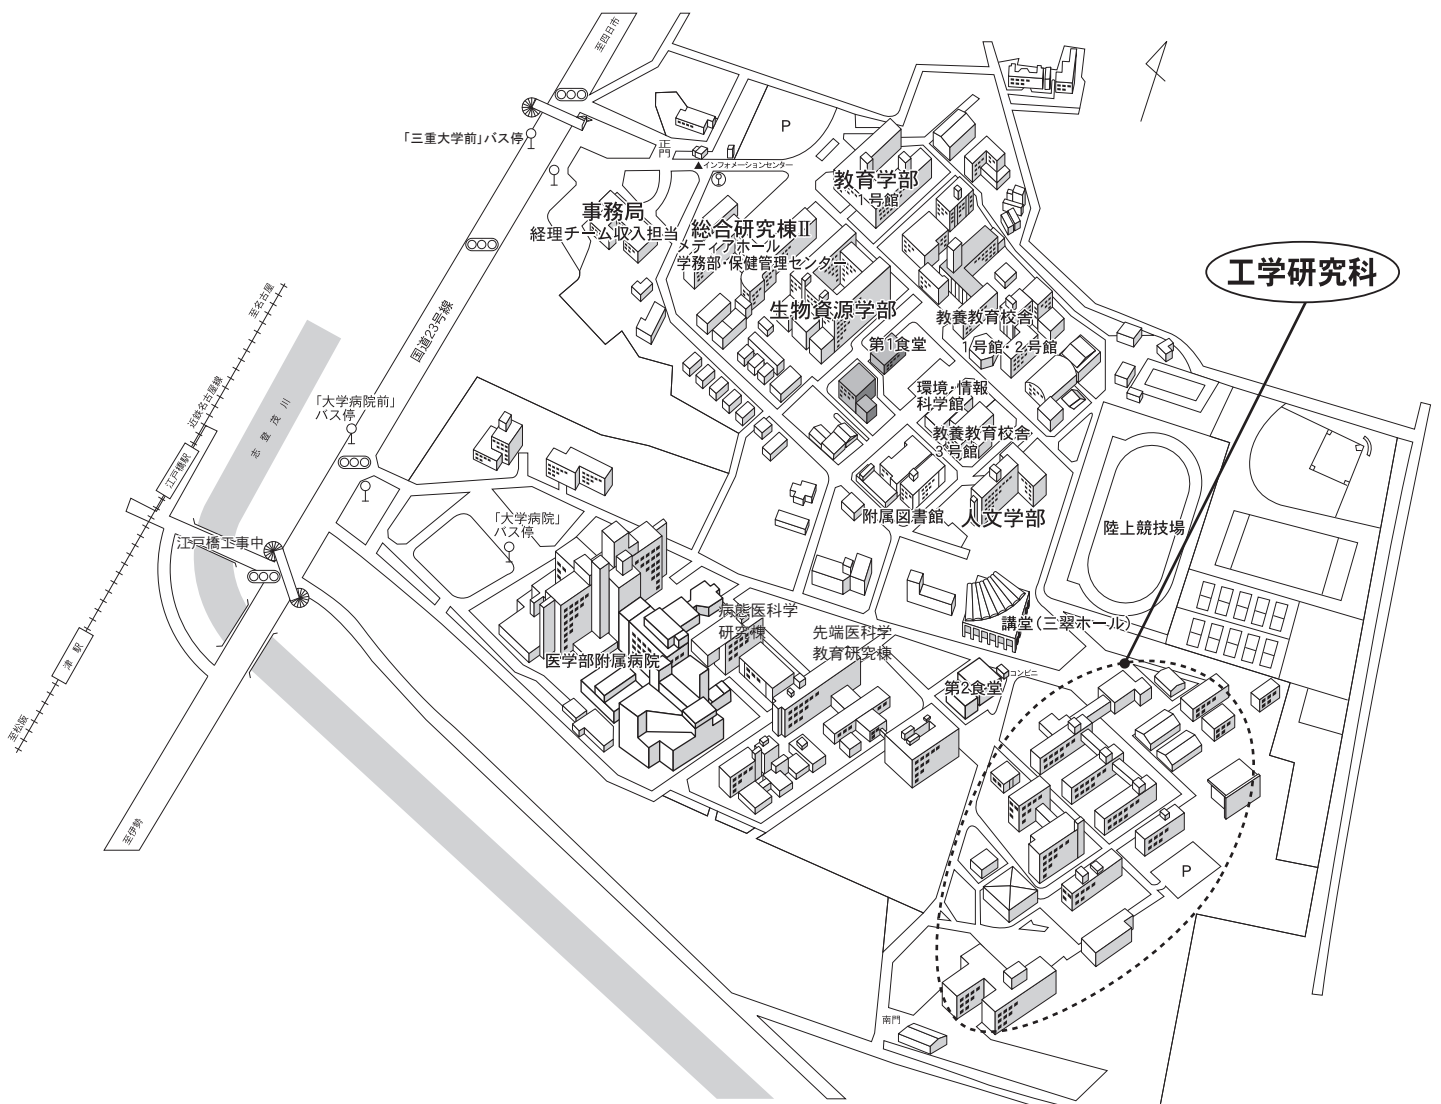 至四日市
「三重大学前」バス停
正門
P
▲インフォメーションセンター
教育学部
1号館
事務局
経理チーム収入担当
総合研究棟Ⅱ
メディアホール
学務部・保健管理センター
生物資源学部
工学研究科
至名古屋
国道23号線
教養教育校舎
1号館・2号館
第1食堂
近鉄名古屋線
志登茂川
「大学病院前」
バス停
環境・情報
科学館
教養教育校舎
3号館
江戸橋駅
附属図書館
人文学部
陸上競技場
「大学病院」
バス停
江戸橋工事中
病態医科学
研究棟
先端医科学
教育研究棟
講堂(三翠ホール)
医学部附属病院
津駅
コンビニ
第2食堂
至松阪
至伊勢
P
南門